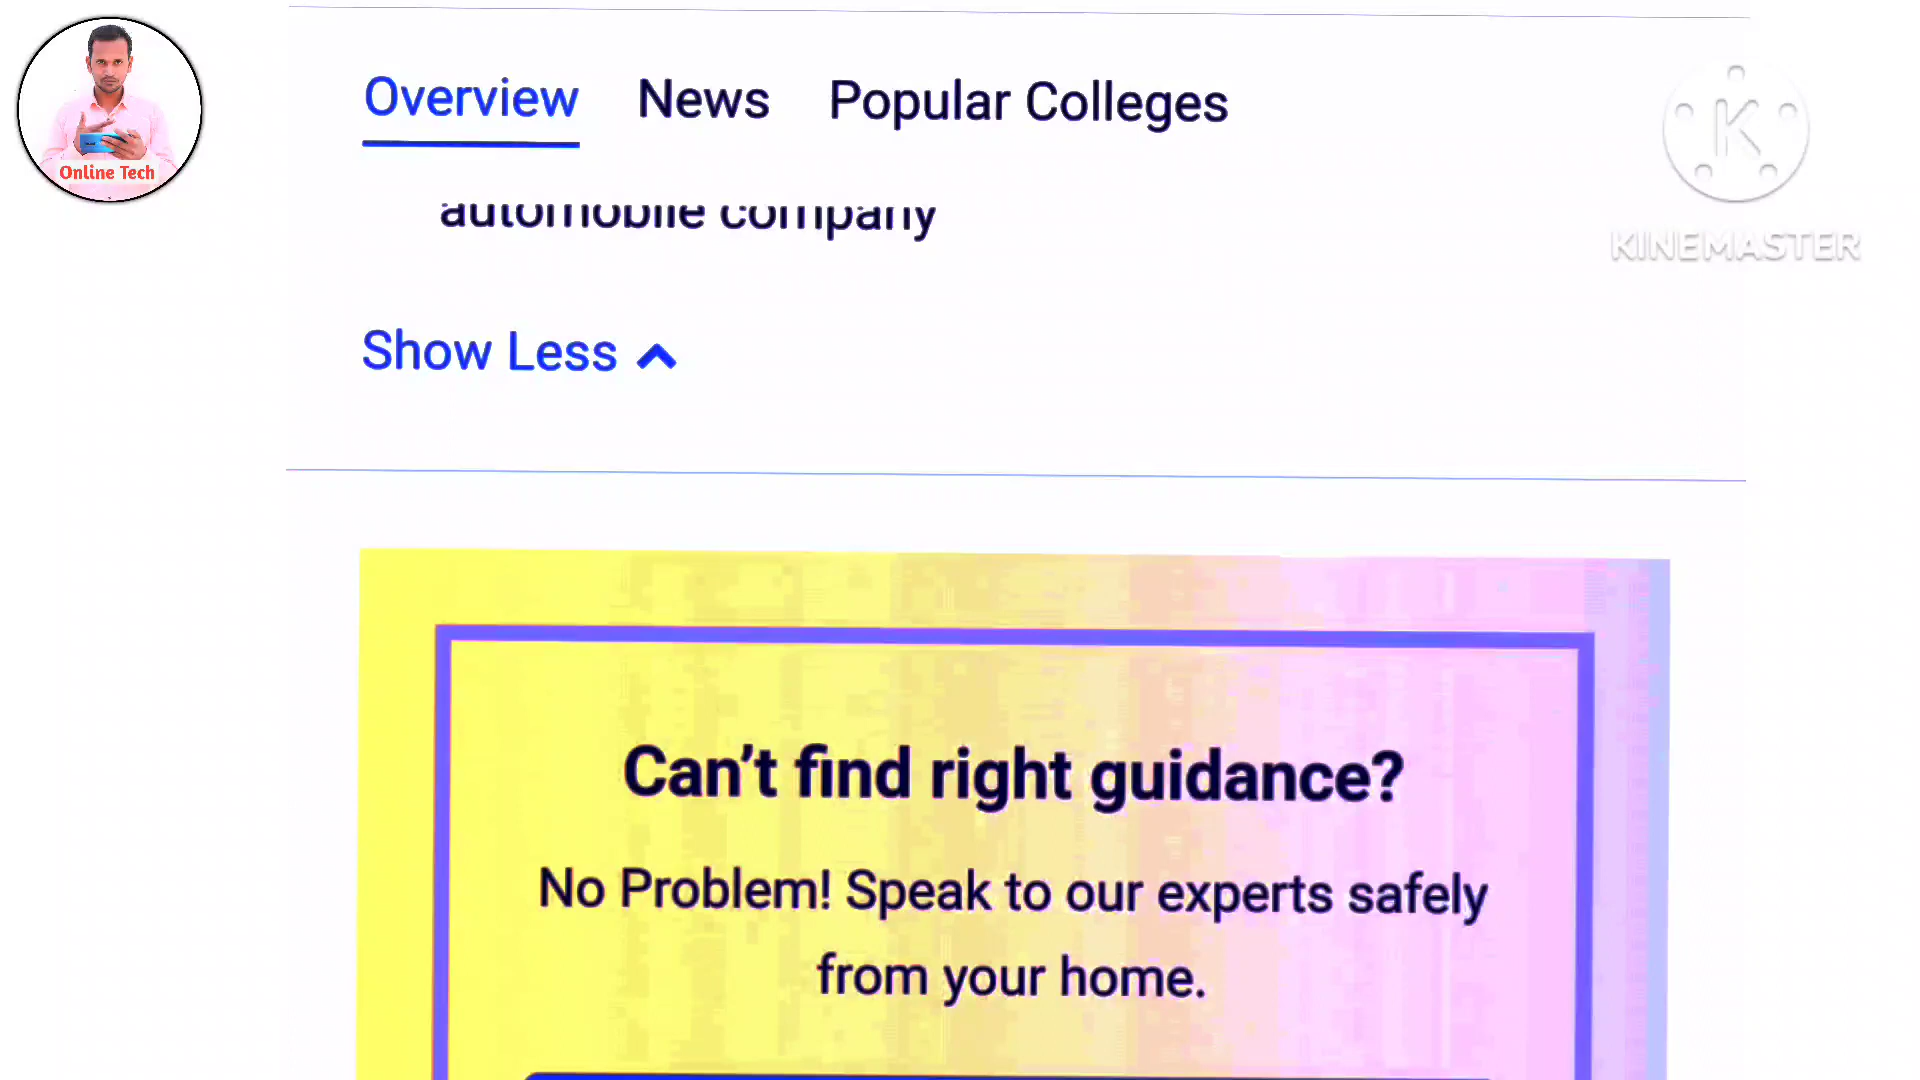 Overview News Popular Colleges
Online Tech
automobile company
KINEMASTER
Show Less
Can't find right guidance?
No Problem! Speak to our experts safely
from your home.